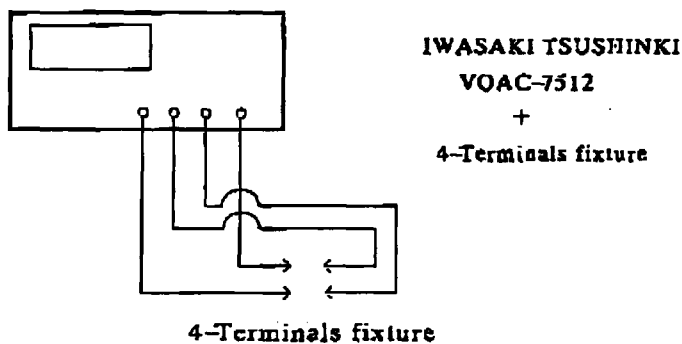 IWASAKI TSUSHINKI
VOAC-7512
+
4-Terminals fixture
4-Terminals fixture